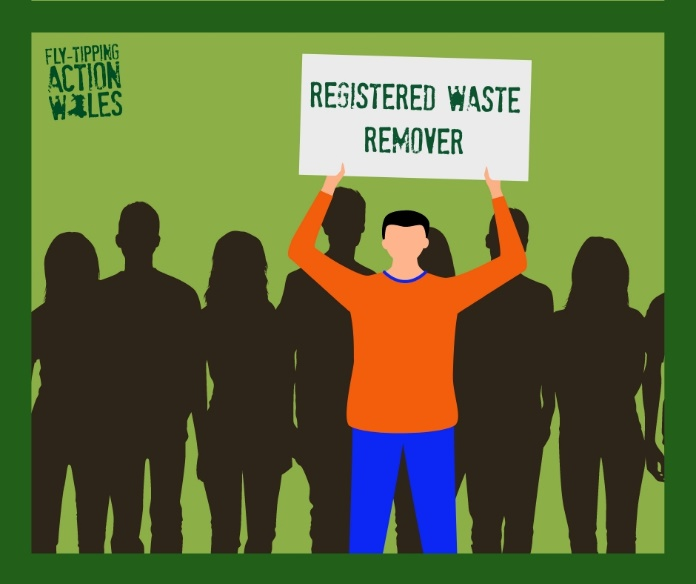 FLY-TIPPING
ACTION
WALES
REGISTERED WASTE
REMOVER